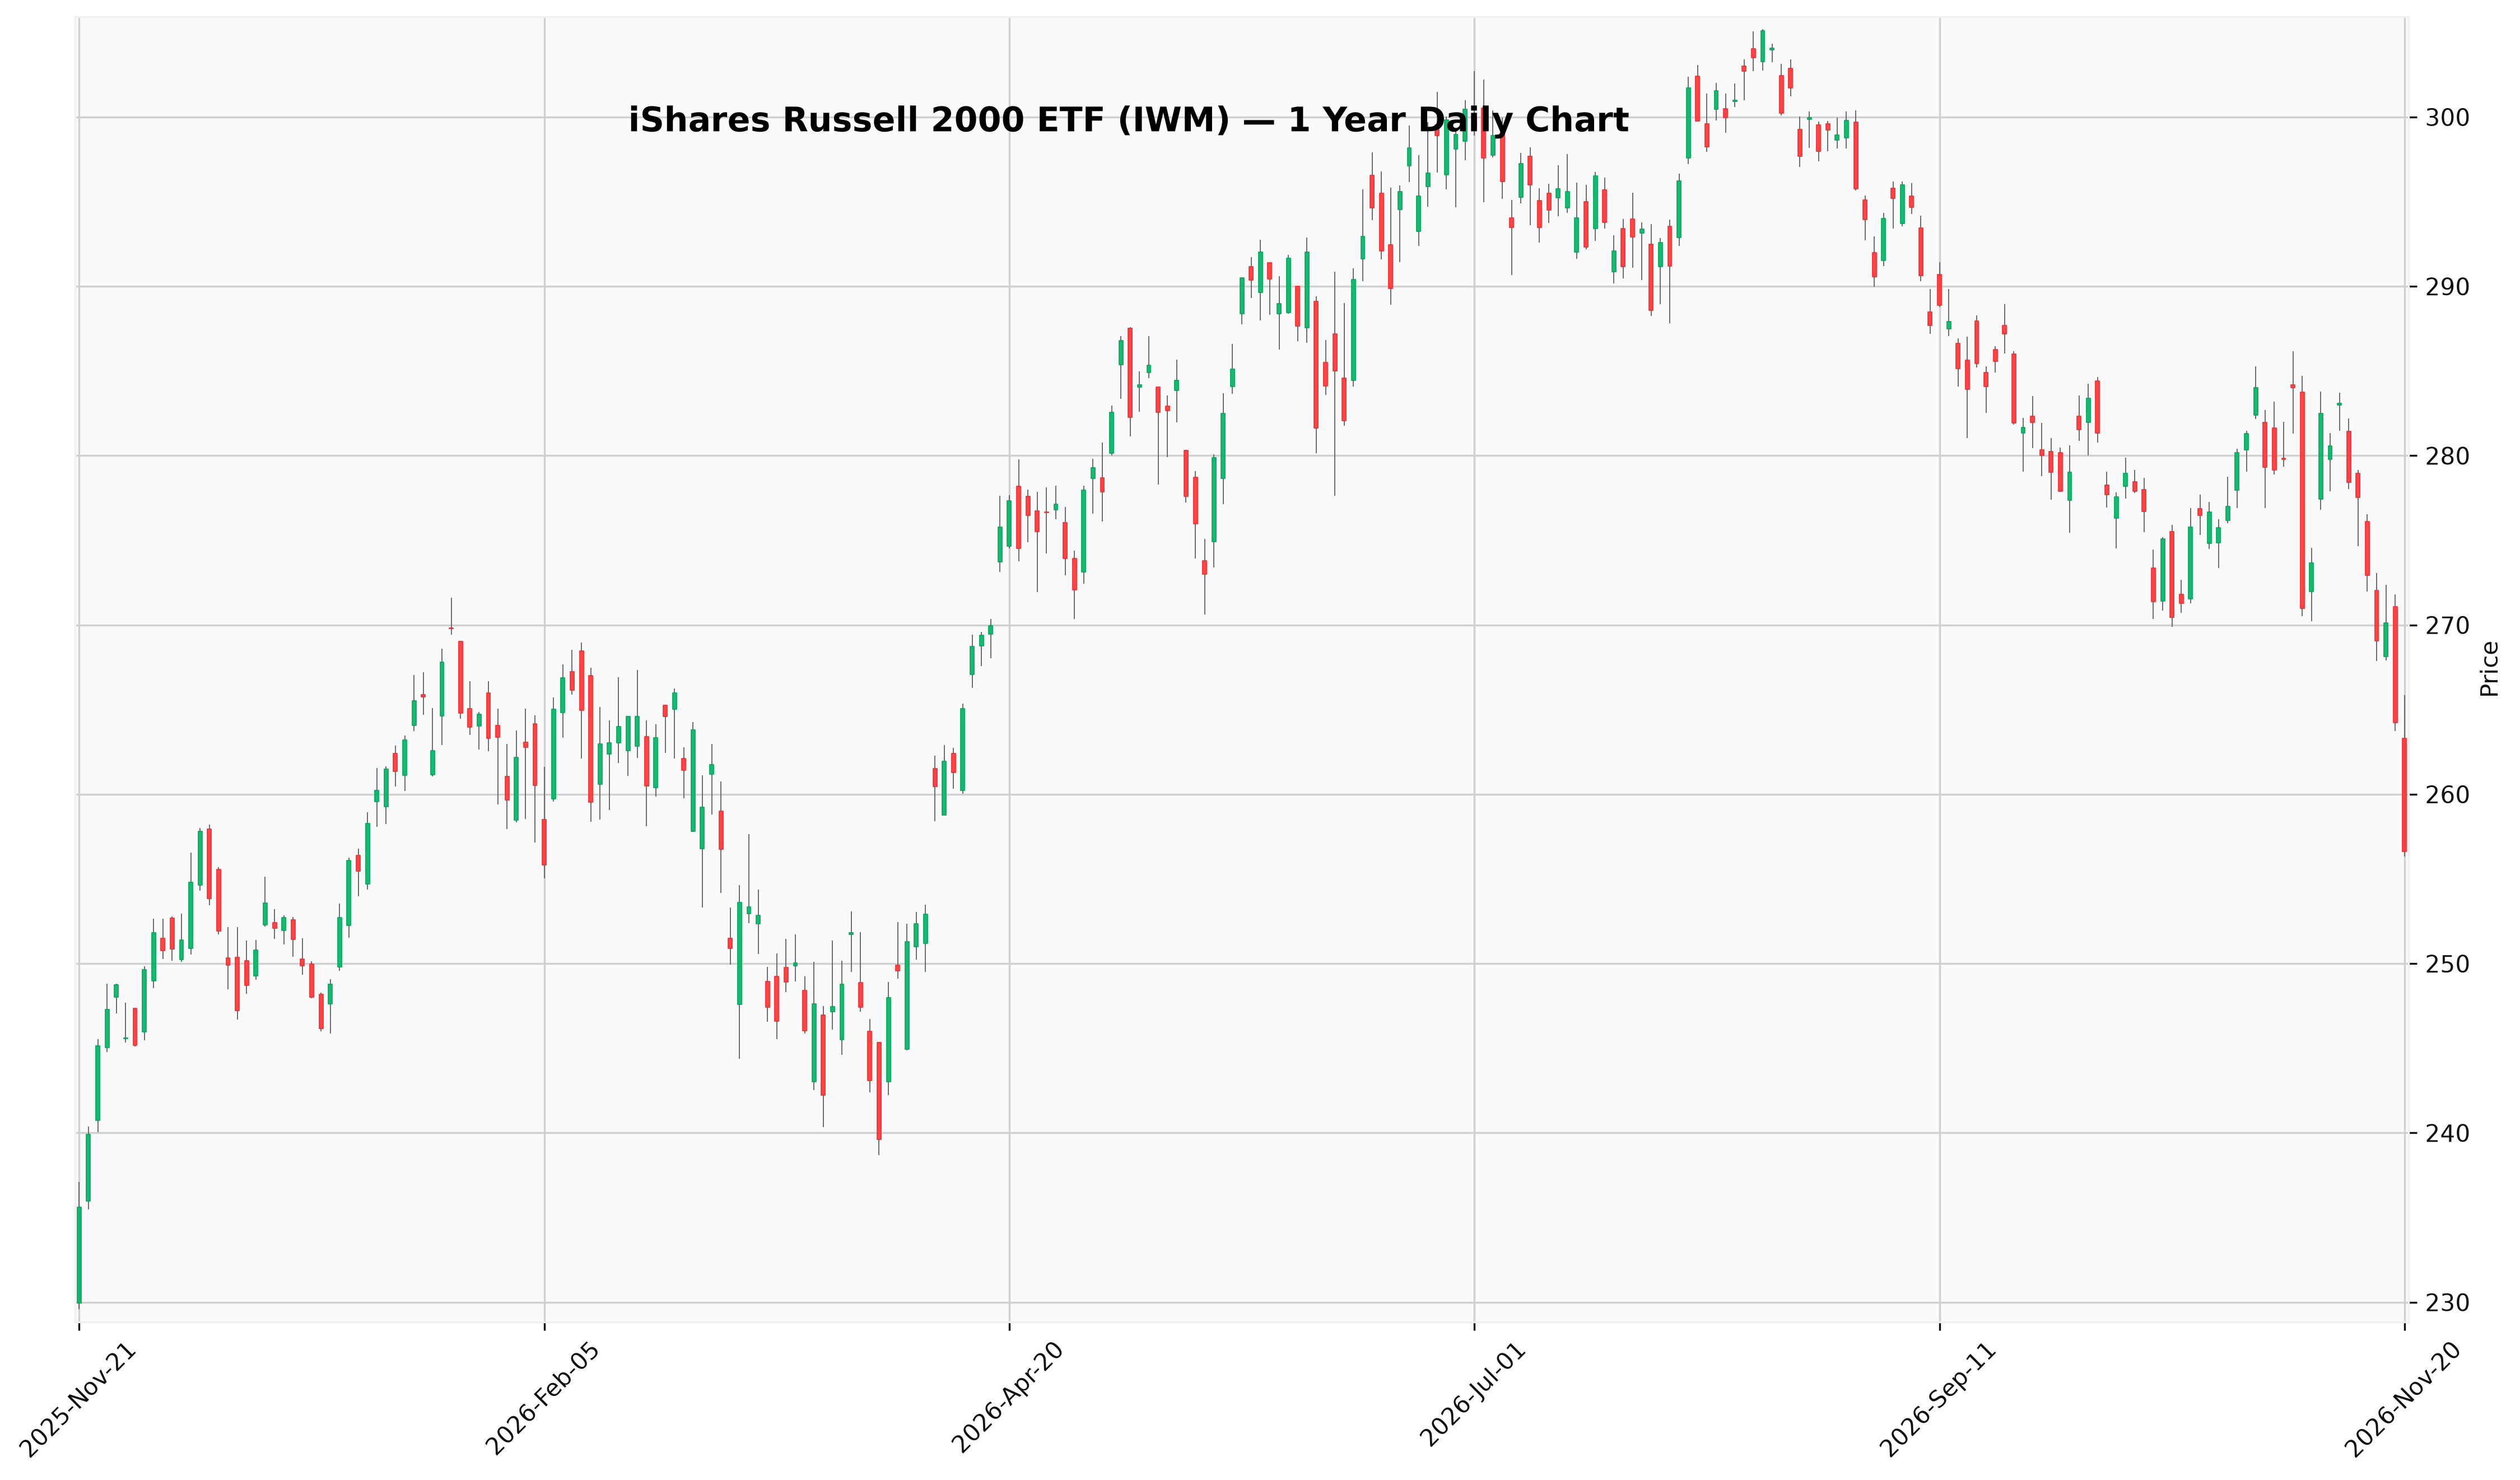 iShares Russell 2000 ETF (IWM) — 1 Year Daily Chart
300
290
280
270
260
250
240
230
Price
2025-Nov-21
2026-Feb-05
2026-Apr-20
2026-Jul-01
2026-Sep-11
2026-Nov-20